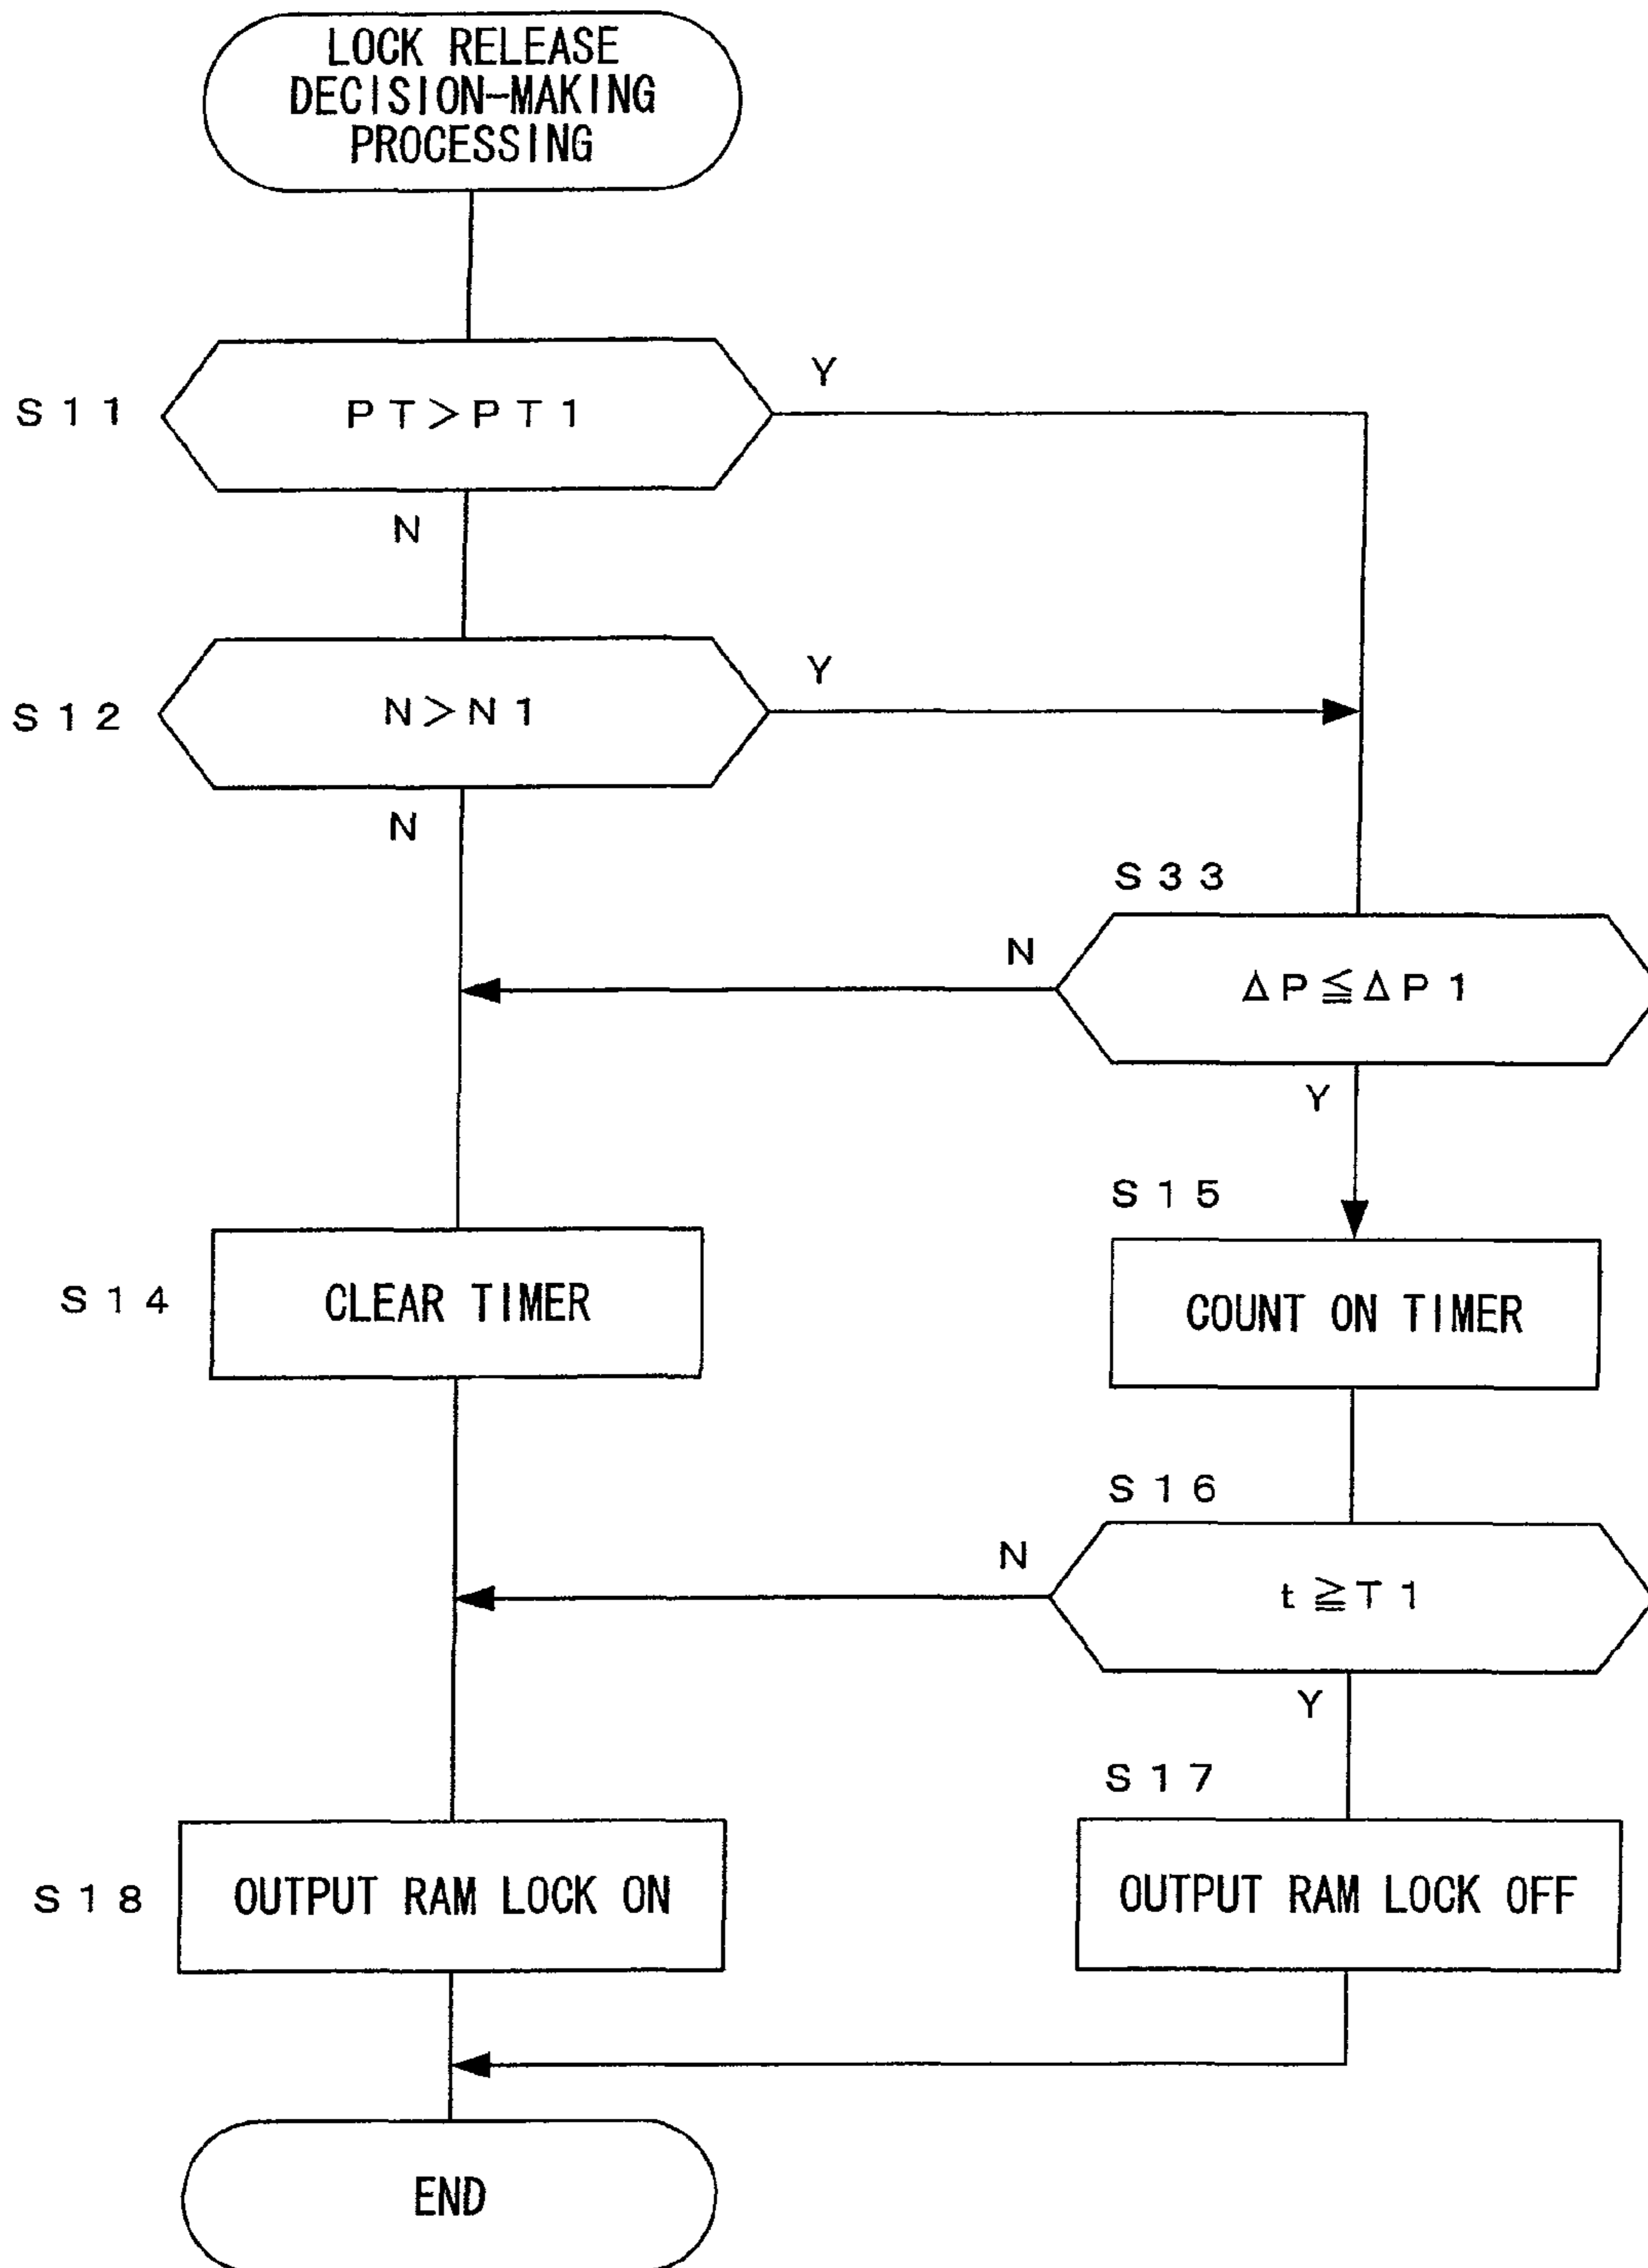 LOCK RELEASE
DECISION-MAKING
PROCESSING
S11
PT>PT1
Y
N
S12
N>N1
Y
N
S33
ΔP≦ΔP1
N
Y
S14
CLEAR TIMER
S15
COUNT ON TIMER
S16
t≧T1
N
Y
S18
OUTPUT RAM LOCK ON
S17
OUTPUT RAM LOCK OFF
END